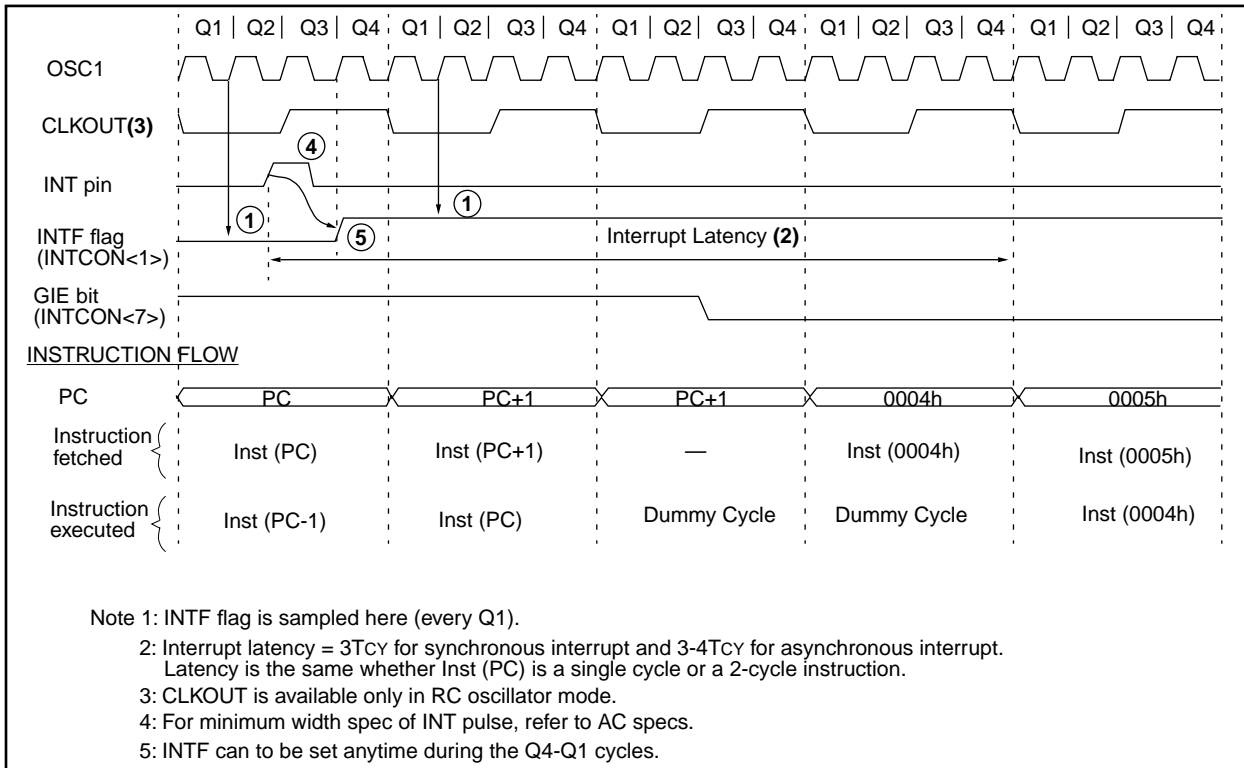 Q1 | Q2 | Q3 | Q4 Q1 | Q2 | Q3 | Q4 Q1 | Q2 | Q3 | Q4 Q1 | Q2 | Q3 | Q4 Q1 | Q2 | Q3 | Q4
OSC1
CLKOUT(3)
4
INT pin
1 1
INTF flag
(INTCON<1>)
5
Interrupt Latency (2)
GIE bit
(INTCON<7>)
INSTRUCTION FLOW
PC PC PC+1 PC+1 0004h 0005h
Instruction
fetched
Inst (PC) Inst (PC+1) — Inst (0004h) Inst (0005h)
Instruction
executed
Inst (PC-1) Inst (PC) Dummy Cycle Dummy Cycle Inst (0004h)
Note 1: INTF flag is sampled here (every Q1).
2: Interrupt latency = 3TCY for synchronous interrupt and 3-4TCY for asynchronous interrupt.
Latency is the same whether Inst (PC) is a single cycle or a 2-cycle instruction.
3: CLKOUT is available only in RC oscillator mode.
4: For minimum width spec of INT pulse, refer to AC specs.
5: INTF can to be set anytime during the Q4-Q1 cycles.